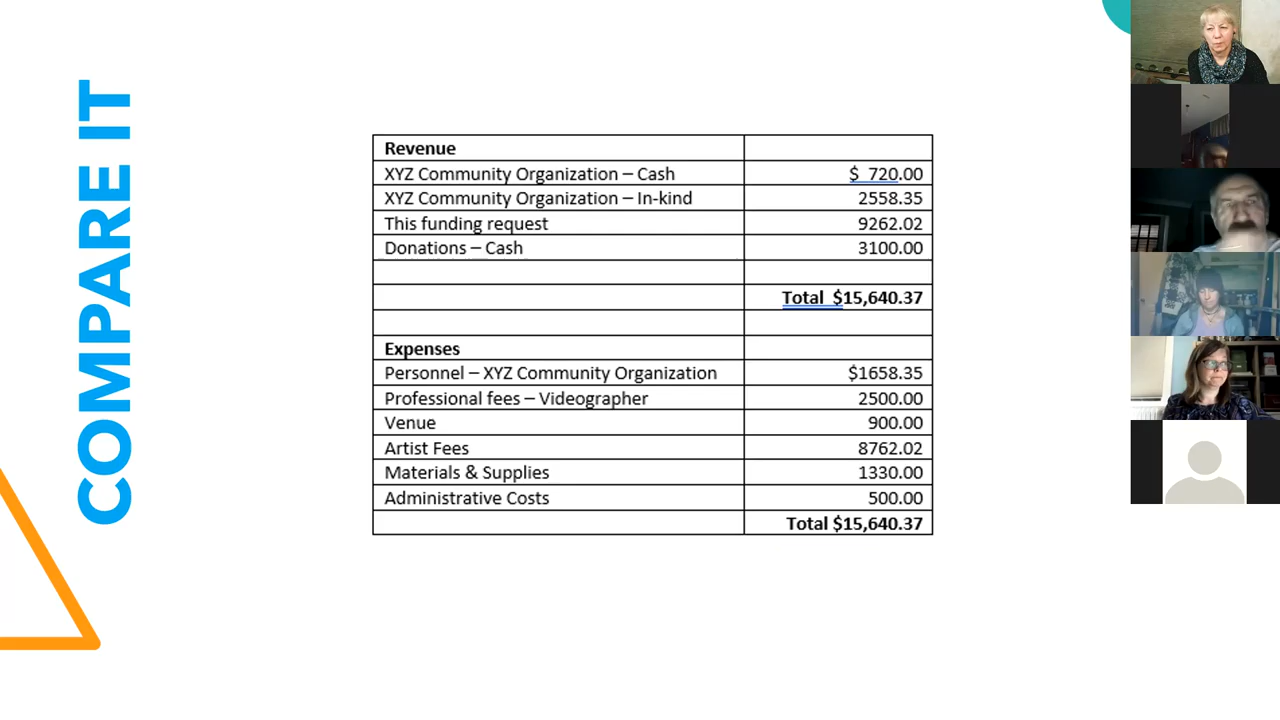 COMPARE IT
Revenue
XYZ Community Organization – Cash $ 720.00
XYZ Community Organization – In-kind 2558.35
This funding request 9262.02
Donations – Cash 3100.00
Total $15,640.37
Expenses
Personnel – XYZ Community Organization $1658.35
Professional fees – Videographer 2500.00
Venue 900.00
Artist Fees 8762.02
Materials & Supplies 1330.00
Administrative Costs 500.00
Total $15,640.37